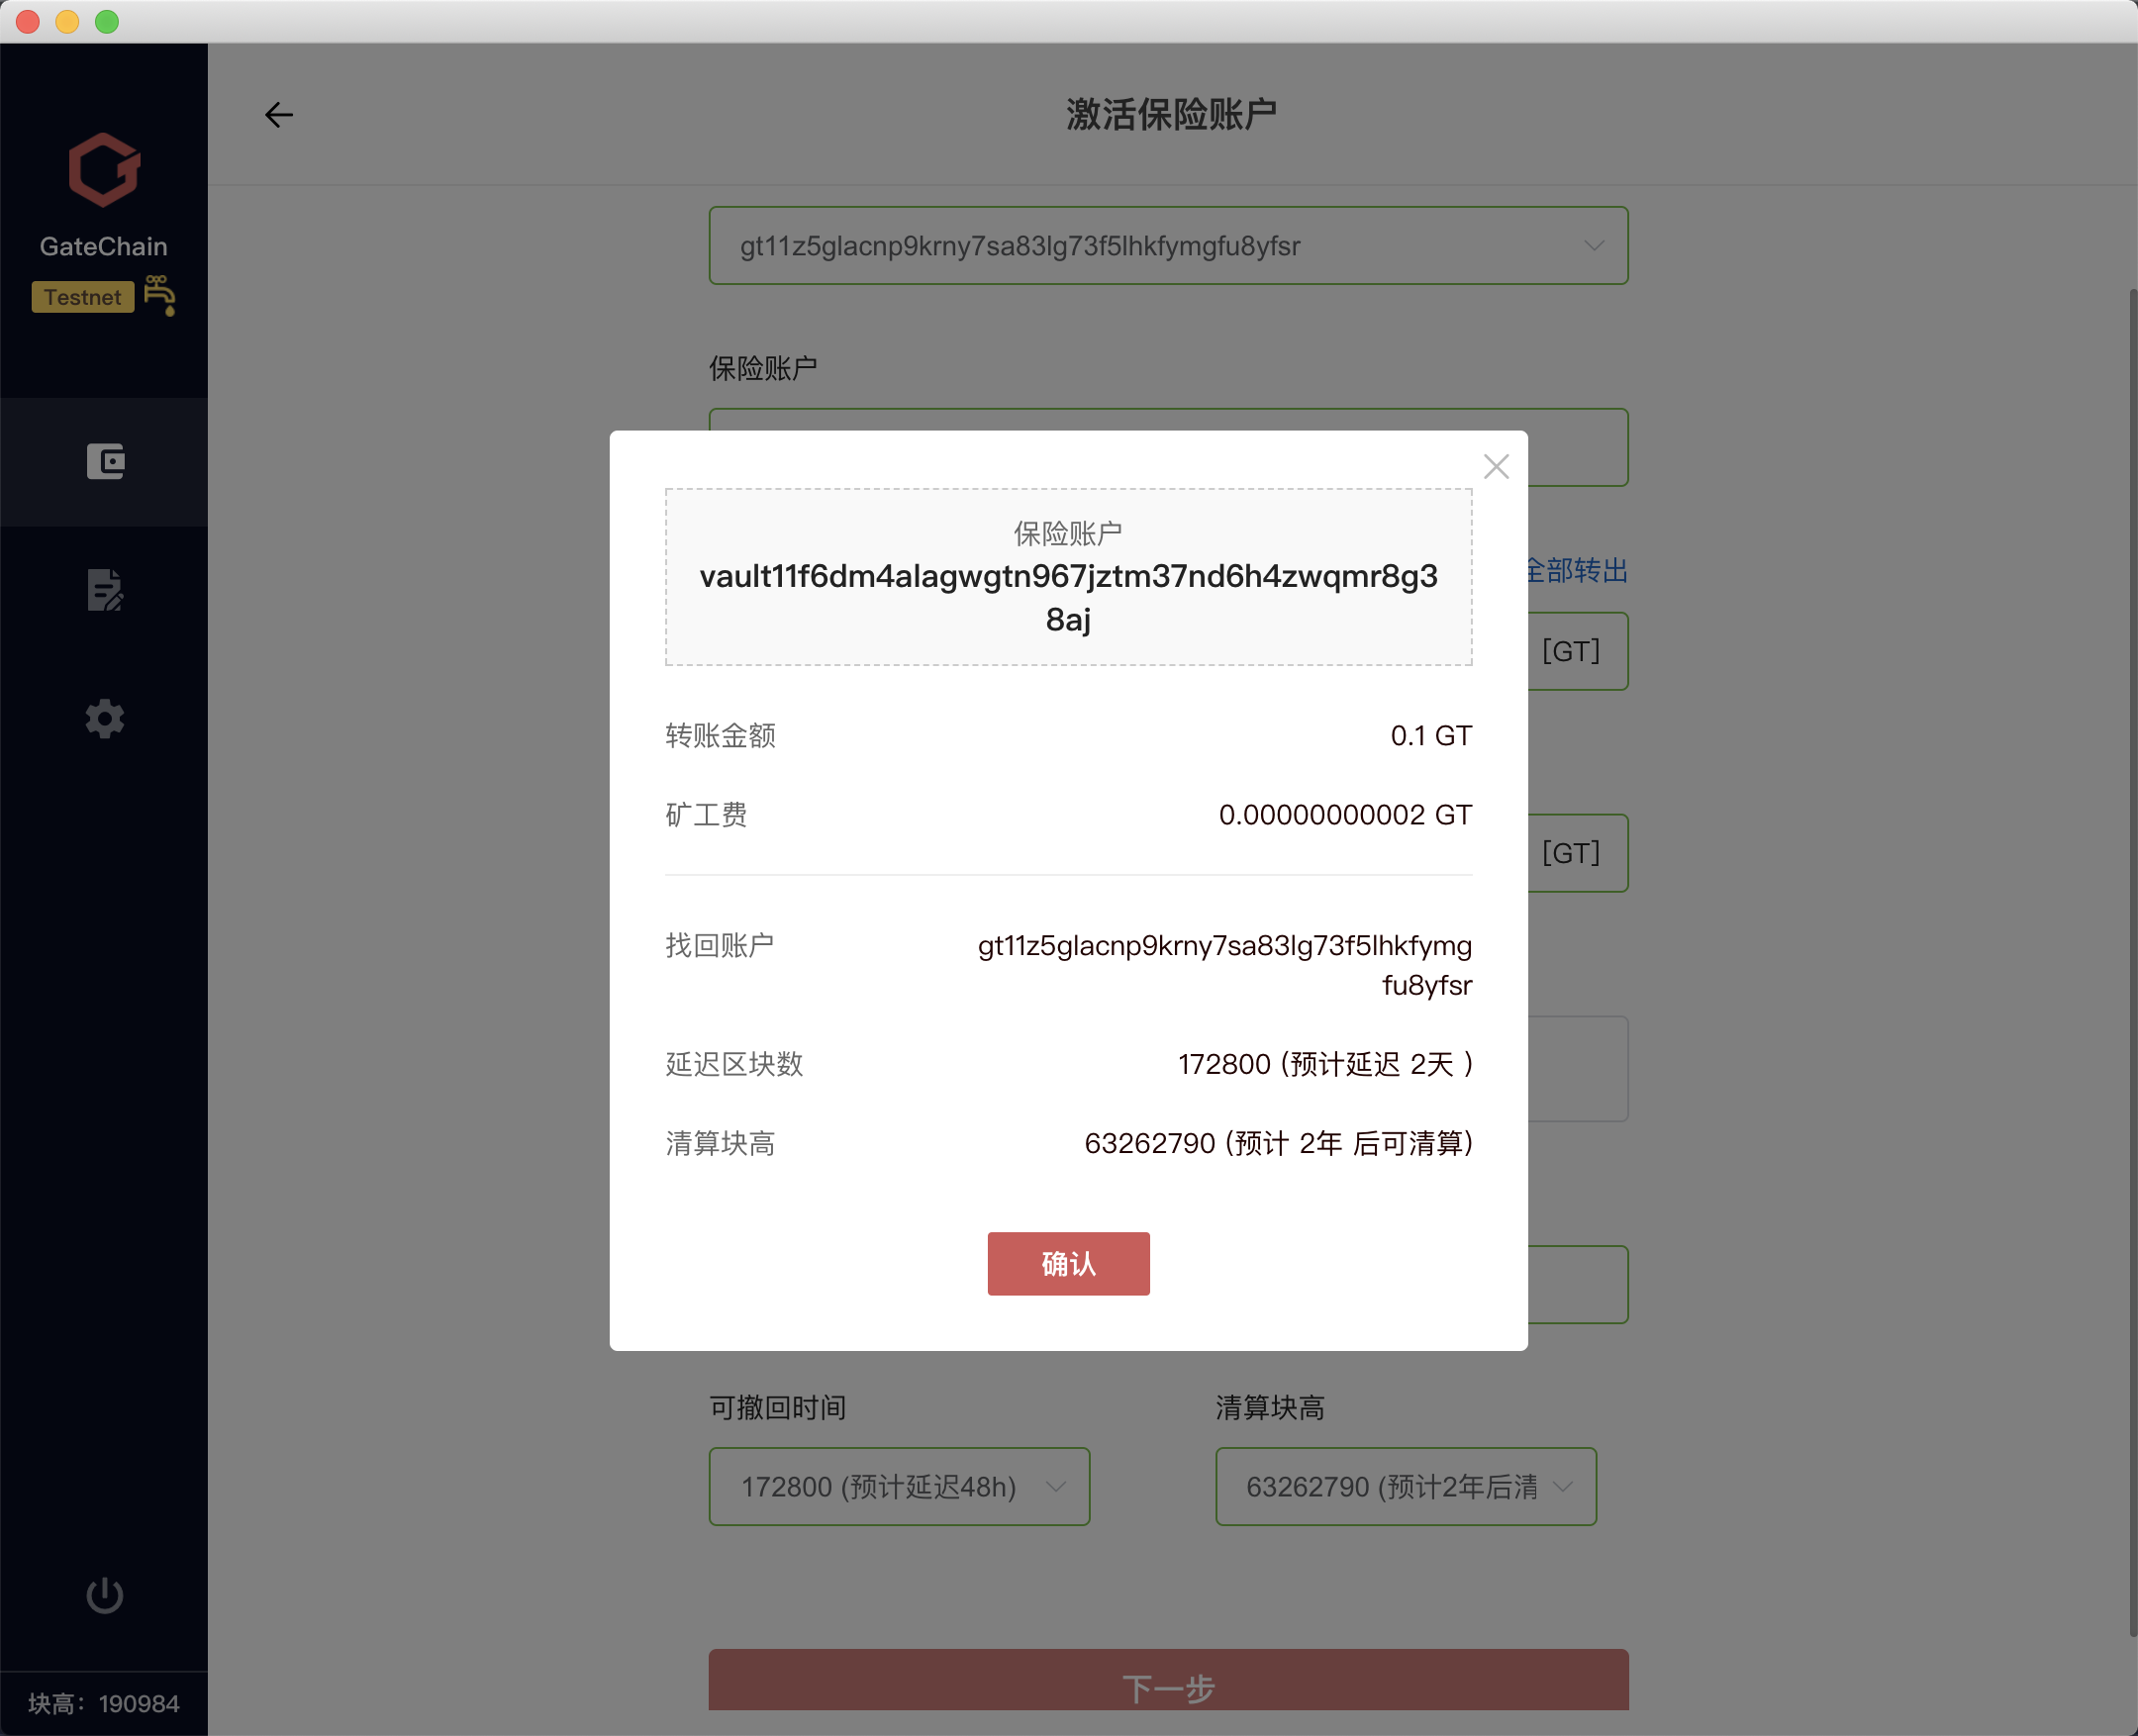 激活保险账户
GateChain
Testnet
gt11z5glacnp9krny7sa83lg73f5lhkfymgfu8yfsr
保险账户
全部转出
[GT]
[GT]
保险账户
vault11f6dm4alagwgtn967jztm37nd6h4zwqmr8g3
8aj
转账金额 0.1 GT
矿工费 0.00000000002 GT
找回账户 gt11z5glacnp9krny7sa83lg73f5lhkfymg
fu8yfsr
延迟区块数 172800 (预计延迟 2天 )
清算块高 63262790 (预计 2年 后可清算)
确认
可撤回时间 清算块高
172800 (预计延迟48h) 63262790 (预计2年后清
下一步
块高：190984